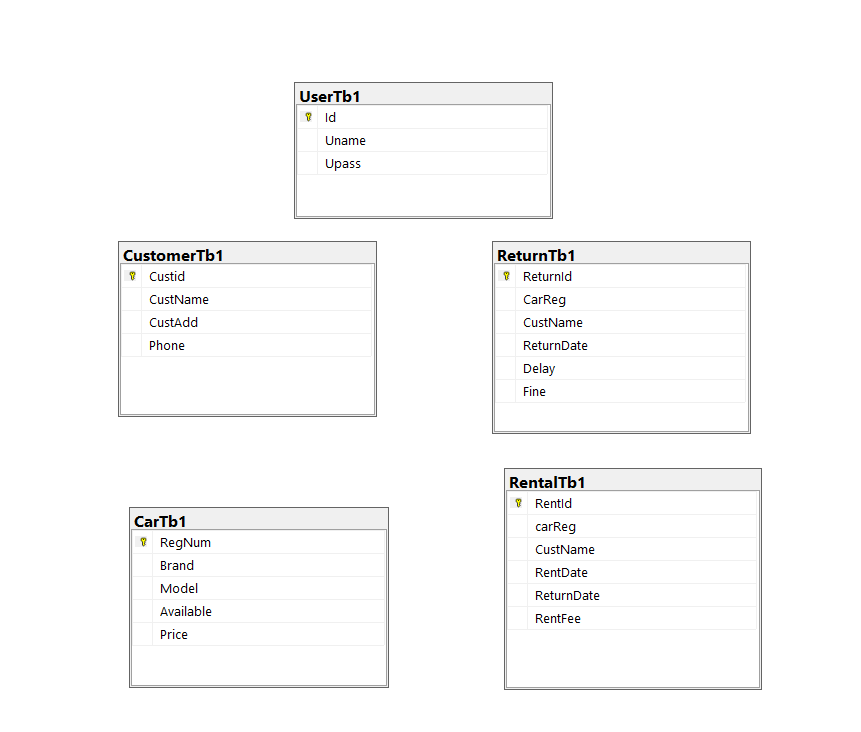 UserTb1
Id
Uname
Upass
CustomerTb1
Custid
CustName
CustAdd
Phone
ReturnTb1
ReturnId
CarReg
CustName
ReturnDate
Delay
Fine
CarTb1
RegNum
Brand
Model
Available
Price
RentalTb1
RentId
carReg
CustName
RentDate
ReturnDate
RentFee